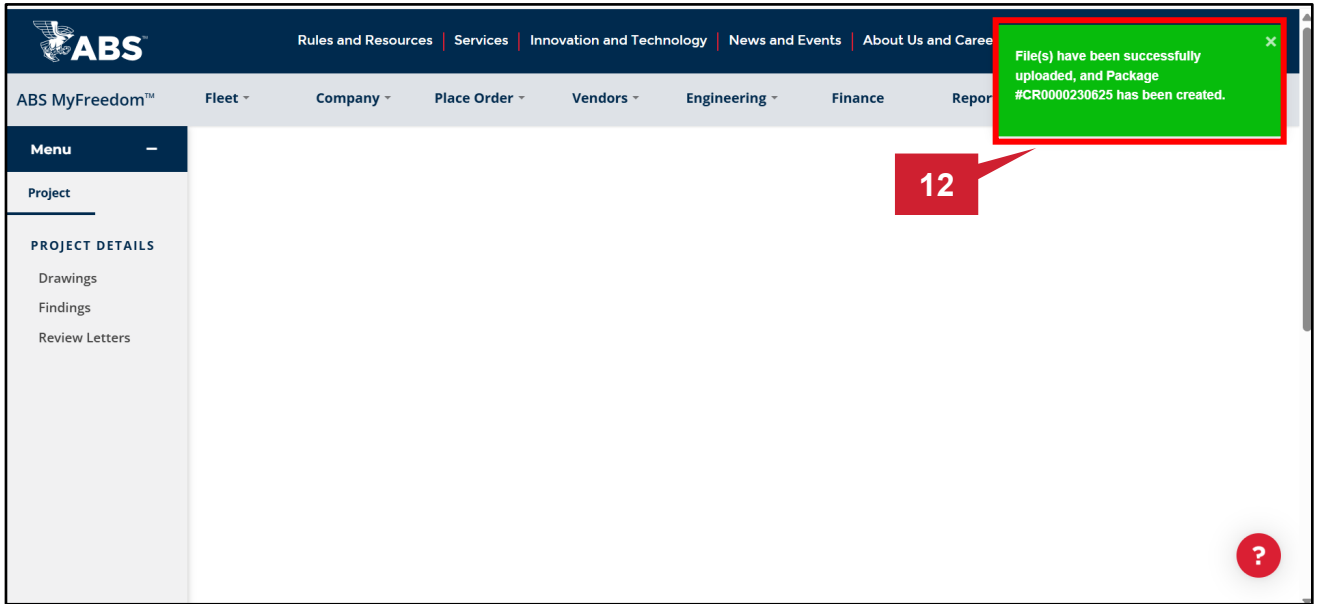 ABS™
Rules and Resources | Services | Innovation and Technology | News and Events | About Us and Caree
File(s) have been successfully
uploaded, and Package
#CR0000230625 has been created.
×
ABS MyFreedom™
Fleet
Company
Place Order
Vendors
Engineering
Finance
Repor
Menu –
Project
12
PROJECT DETAILS
Drawings
Findings
Review Letters
?